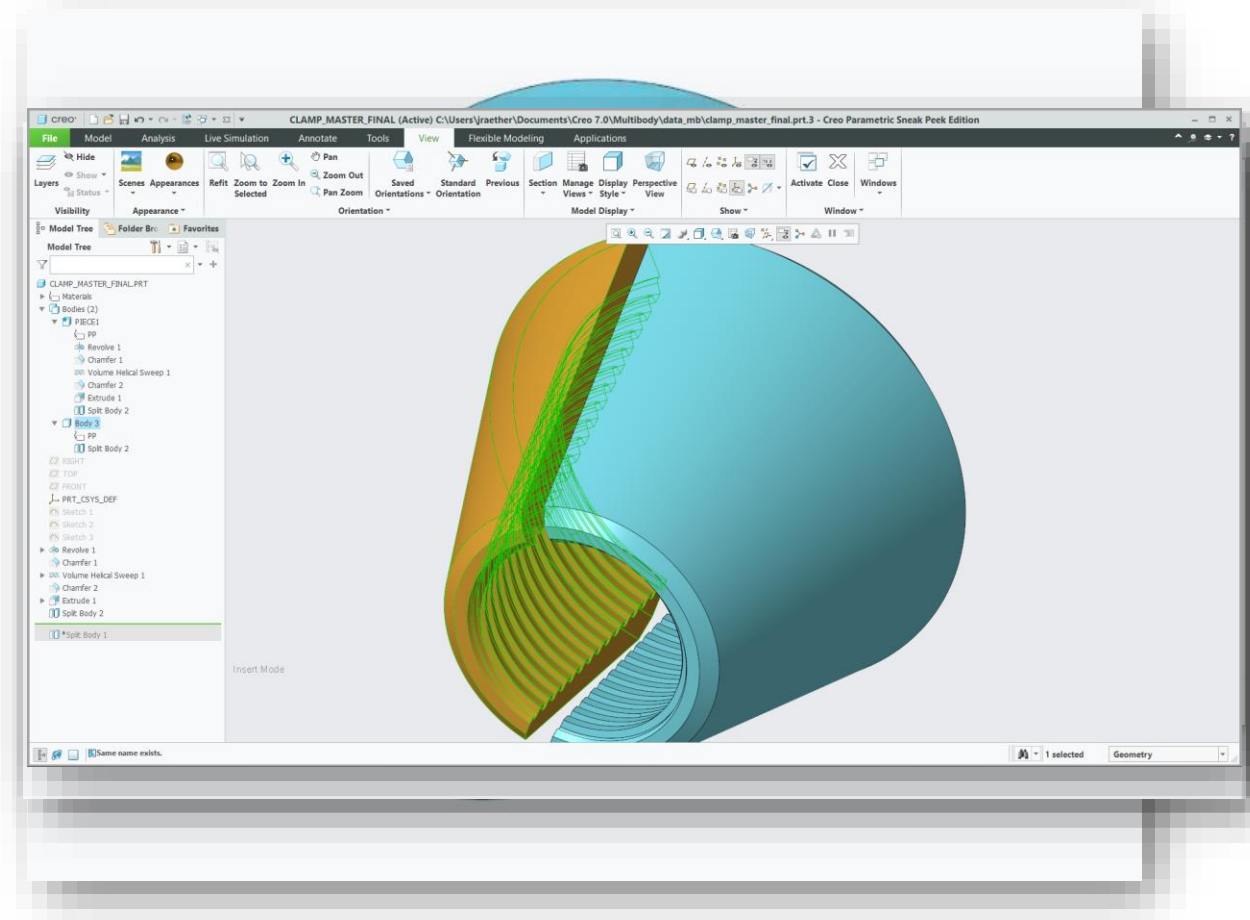 creo
CLAMP_MASTER_FINAL (Active) C:\Users\jraether\Documents\Creo 7.0\Multibody\data_mb\clamp_master_final.prt.3 - Creo Parametric Sneak Peek Edition
File Model Analysis Live Simulation Annotate Tools View Flexible Modeling Applications
Layers
Hide
Show
Status
Visibility
Scenes
Appearances
Appearance
Refit
Zoom to Selected
Zoom In
Pan
Zoom Out
Pan Zoom
Saved Orientations
Standard Orientation
Previous
Orientation
Section
Manage Views
Display Style
Perspective View
Model Display
Show
Activate
Close
Windows
Window
Model Tree Folder Bro Favorites
Model Tree
CLAMP_MASTER_FINAL.PRT
Materials
Bodies (2)
PIECE1
PP
Revolve 1
Chamfer 1
Volume Helical Sweep 1
Chamfer 2
Extrude 1
Split Body 2
Body 3
PP
Split Body 2
RIGHT
TOP
FRONT
PRT_CSYS_DEF
Sketch 1
Sketch 2
Sketch 3
Revolve 1
Chamfer 1
Volume Helical Sweep 1
Chamfer 2
Extrude 1
Split Body 2
*Split Body 1
Insert Mode
Same name exists.
1 selected
Geometry